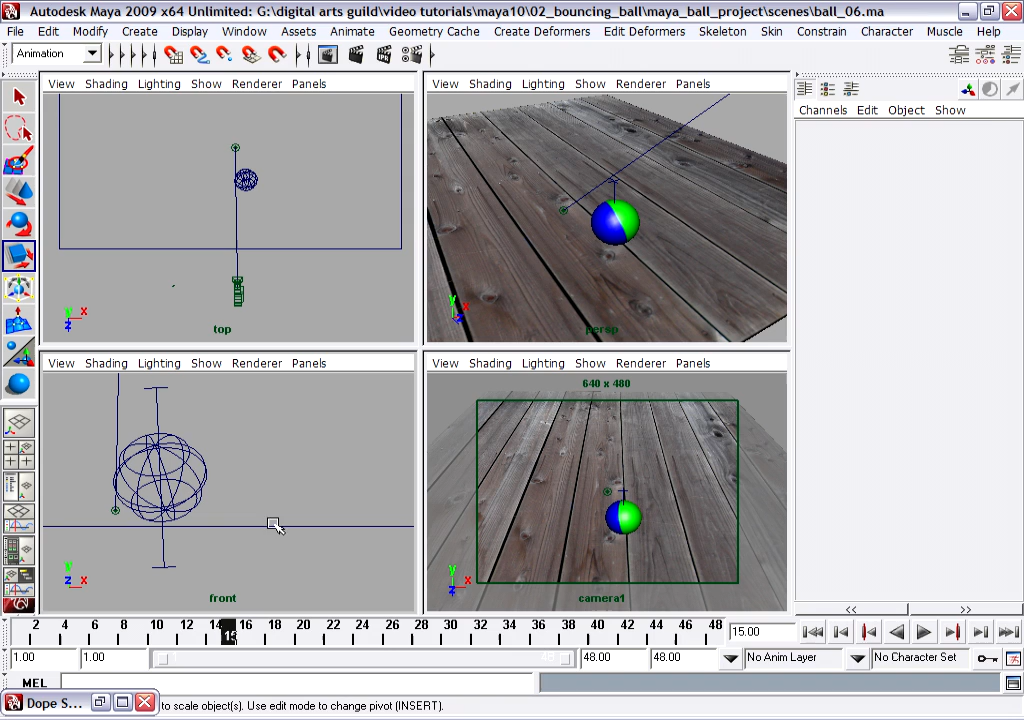 Autodesk Maya 2009 x64 Unlimited: G:\digital arts guild\video tutorials\maya10\02_bouncing_ball\maya_ball_project\scenes\ball_06.ma
File Edit Modify Create Display Window Assets Animate Geometry Cache Create Deformers Edit Deformers Skeleton Skin Constrain Character Muscle Help
Animation
IPR
View Shading Lighting Show Renderer Panels
View Shading Lighting Show Renderer Panels
Channels Edit Object Show
y x z
top
y x z
persp
View Shading Lighting Show Renderer Panels
View Shading Lighting Show Renderer Panels
640 x 480
y z x
front
y x z
camera1
<< >>
2 4 6 8 10 12 14 15 16 18 20 22 24 26 28 30 32 34 36 38 40 42 44 46 48
15.00
1.00 1.00 48.00 48.00 No Anim Layer No Character Set
MEL
Dope S... to scale object(s). Use edit mode to change pivot (INSERT).